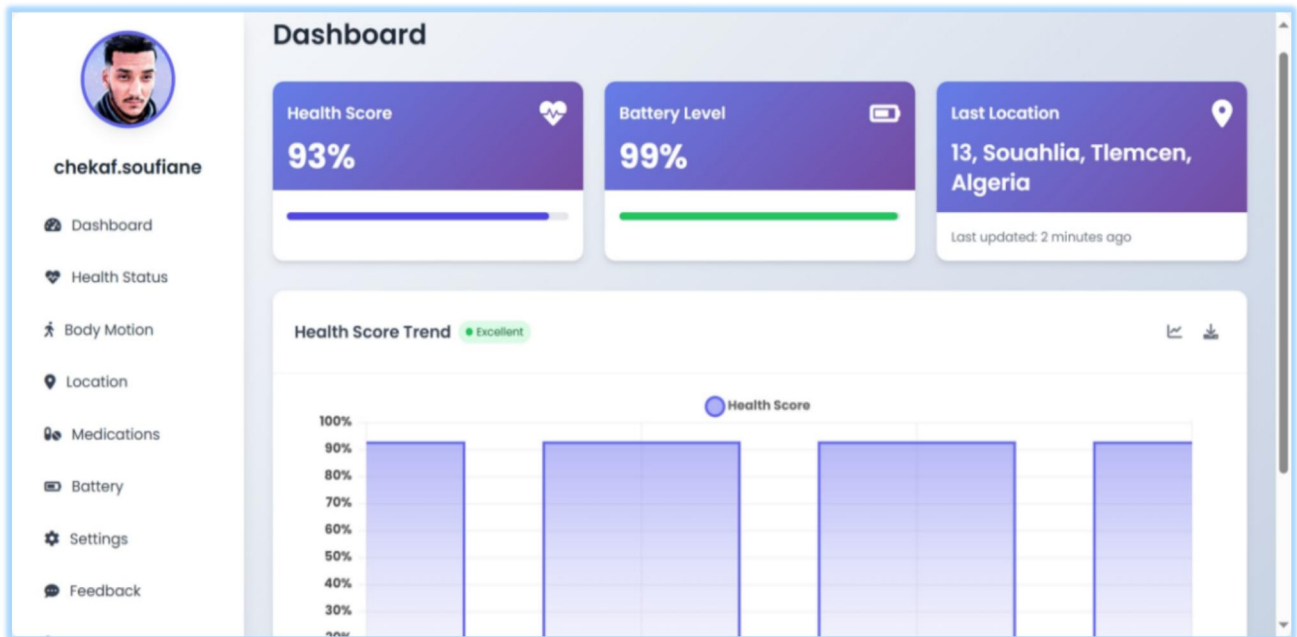 Dashboard
chekaf.soufiane
Dashboard
Health Status
Body Motion
Location
Medications
Battery
Settings
Feedback
Health Score
93%
Battery Level
99%
Last Location
13, Souahlia, Tlemcen,
Algeria
Last updated: 2 minutes ago
Health Score Trend
Excellent
Health Score
100%
90%
80%
70%
60%
50%
40%
30%
20%